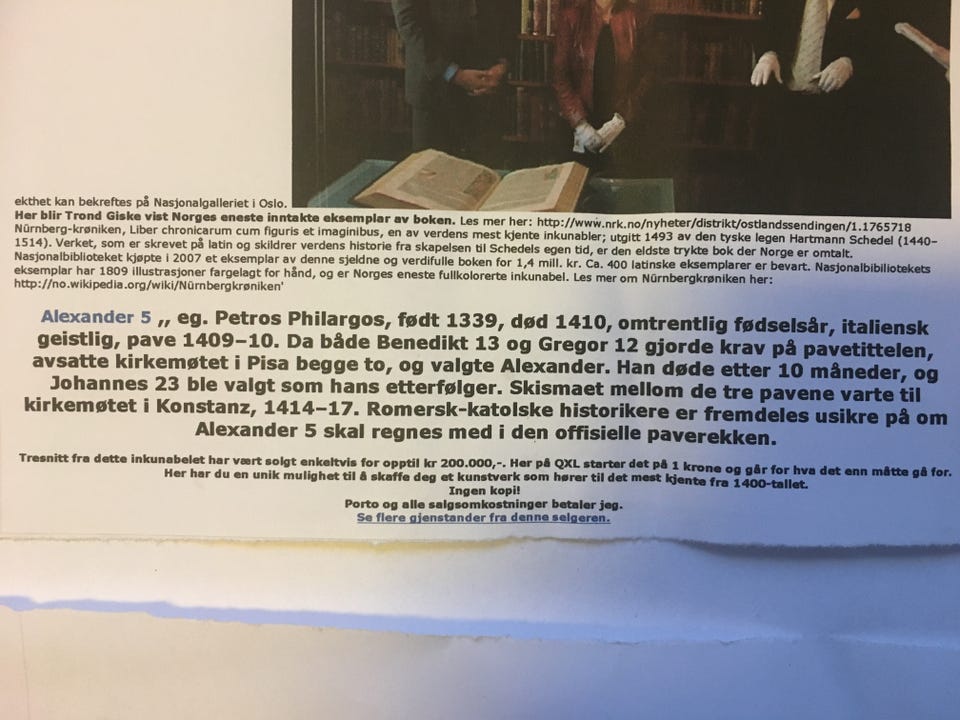 ekthet kan bekreftes på Nasjonalgalleriet i Oslo.
Her blir Trond Giske vist Norges eneste inntakte eksemplar av boken. Les mer her: http://www.nrk.no/nyheter/distrikt/ostlandssendingen/1.1765718
Nürnberg-krøniken, Liber chronicarum cum figuris et imaginibus, en av verdens mest kjente inkunabler; utgitt 1493 av den tyske legen Hartmann Schedel (1440–
1514). Verket, som er skrevet på latin og skildrer verdens historie fra skapelsen til Schedels egen tid, er den eldste trykte bok der Norge er omtalt.
Nasjonalbiblioteket kjøpte i 2007 et eksemplar av denne sjeldne og verdifulle boken for 1,4 mill. kr. Ca. 400 latinske eksemplarer er bevart. Nasjonalbibiliotekets
eksemplar har 1809 illustrasjoner fargelagt for hånd, og er Norges eneste fullkolorerte inkunabel. Les mer om Nürnbergkrøniken her:
http://no.wikipedia.org/wiki/Nürnbergkrøniken'
Alexander 5 ,, eg. Petros Philargos, født 1339, død 1410, omtrentlig fødselsår, italiensk
geistlig, pave 1409–10. Da både Benedikt 13 og Gregor 12 gjorde krav på pavetittelen,
avsatte kirkemøtet i Pisa begge to, og valgte Alexander. Han døde etter 10 måneder, og
Johannes 23 ble valgt som hans etterfølger. Skismaet mellom de tre pavene varte til
kirkemøtet i Konstanz, 1414–17. Romersk-katolske historikere er fremdeles usikre på om
Alexander 5 skal regnes med i den offisielle paverekken.
Tresnitt fra dette inkunabelet har vært solgt enkeltvis for opptil kr 200.000,-. Her på QXL starter det på 1 krone og går for hva det enn måtte gå for.
Her har du en unik mulighet til å skaffe deg et kunstverk som hører til det mest kjente fra 1400-tallet.
Ingen kopi!
Porto og alle salgsomkostninger betaler jeg.
Se flere gjenstander fra denne selgeren.